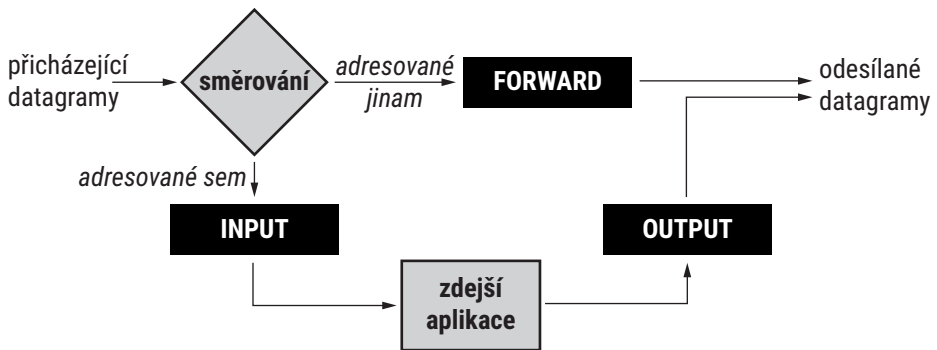 přicházející
datagramy
směrování
adresované
jinam
FORWARD
odesílané
datagramy
adresované sem
INPUT
OUTPUT
zdejší
aplikace